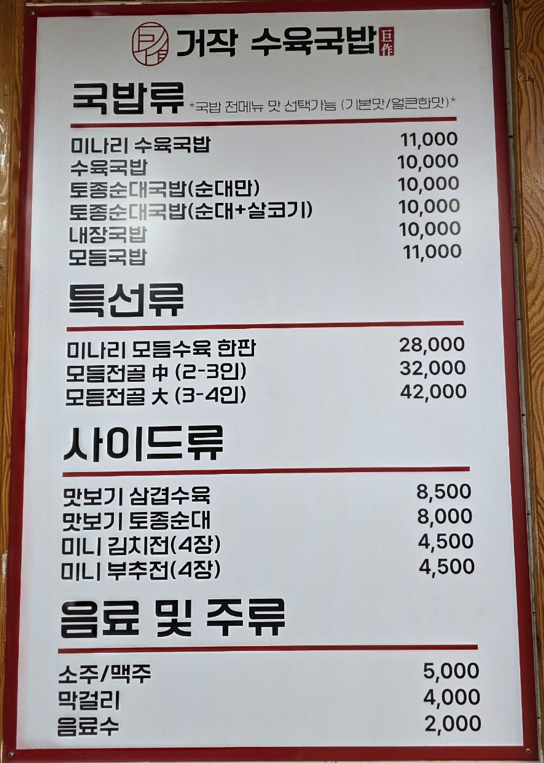 거작 수육국밥 巨作
국밥류 *국밥 전메뉴 맛 선택가능 (기본맛/얼큰한맛)*
미나리 수육국밥 11,000
수육국밥 10,000
토종순대국밥(순대만) 10,000
토종순대국밥(순대+살코기) 10,000
내장국밥 10,000
모듬국밥 11,000
특선류
미나리 모듬수육 한판 28,000
모듬전골 中 (2-3인) 32,000
모듬전골 大 (3-4인) 42,000
사이드류
맛보기 삼겹수육 8,500
맛보기 토종순대 8,000
미니 김치전(4장) 4,500
미니 부추전(4장) 4,500
음료 및 주류
소주/맥주 5,000
막걸리 4,000
음료수 2,000